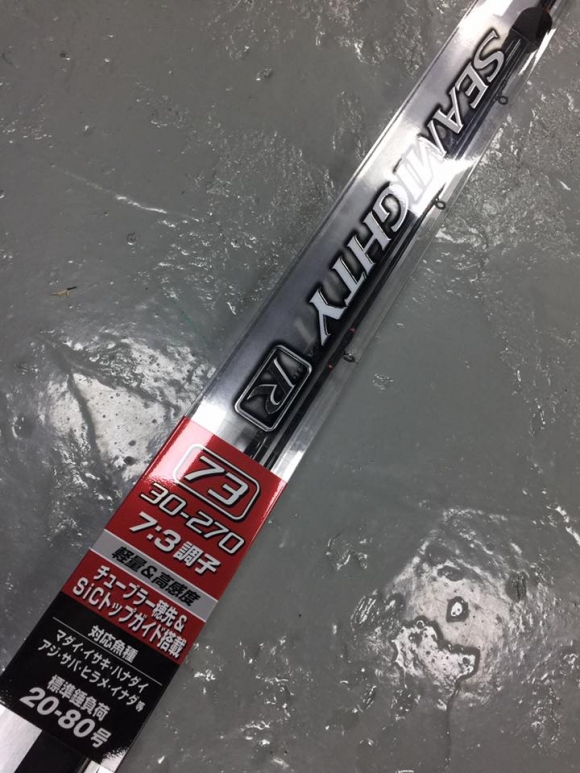 SEAMIGHTY
R
73
30-270
7:3調子
軽量&高感度
チューブラー穂先&
SiCトップガイド搭載
対応魚種
マダイ・イサキ・ハナダイ
アジ・サバ・ヒラメ・イナダ等
標準錘負荷
20-80号